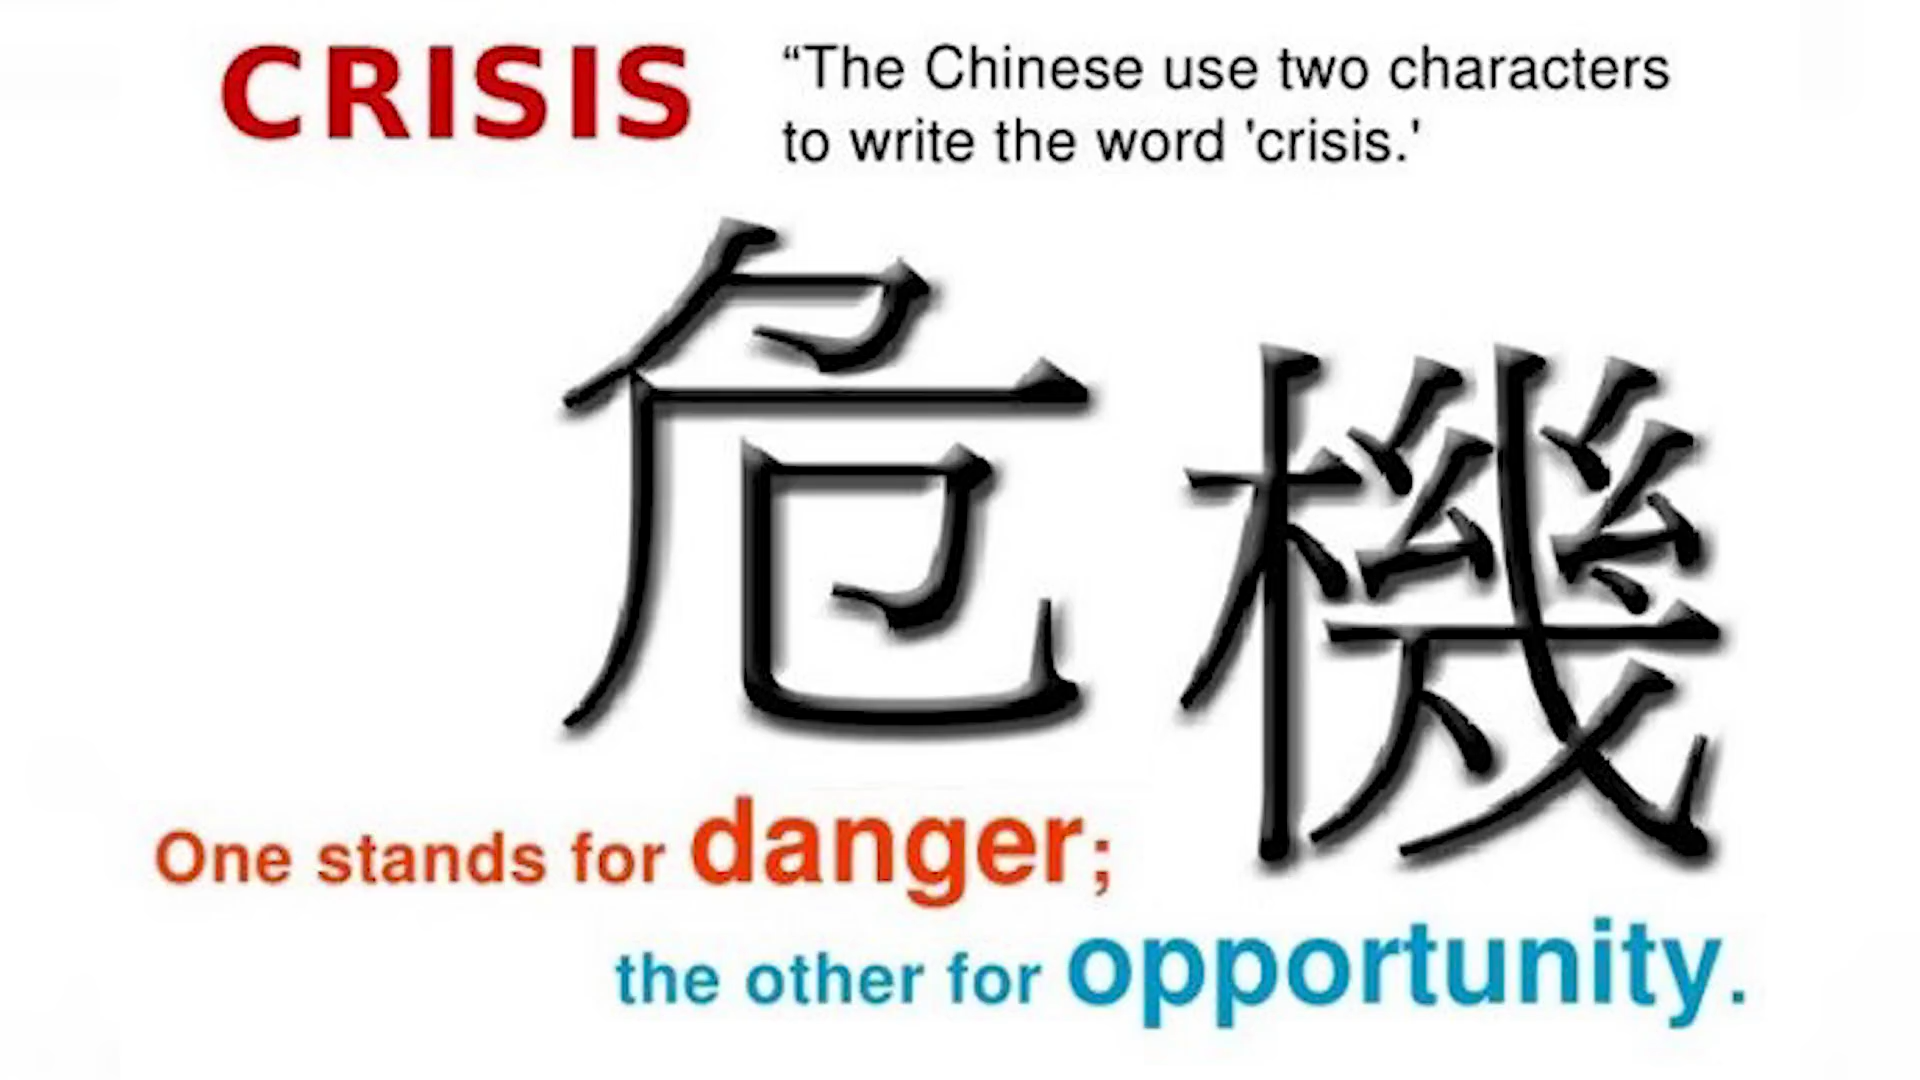 CRISIS
“The Chinese use two characters
to write the word 'crisis.'
危機
One stands for danger;
the other for opportunity.